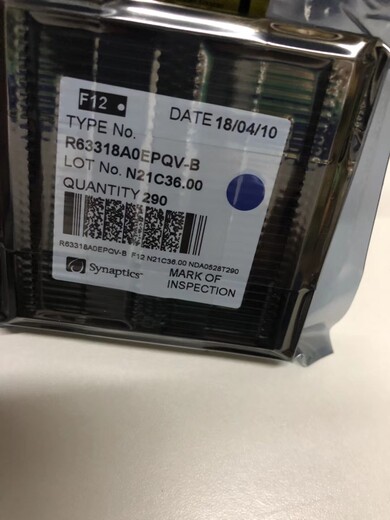 F12
DATE 18/04/10
TYPE No.
R63318A0EPQV-B
LOT No. N21C36.00
QUANTITY 290
R63318A0EPQV-B F12 N21C36.00 NDA0528T290
Synaptics
MARK OF
INSPECTION